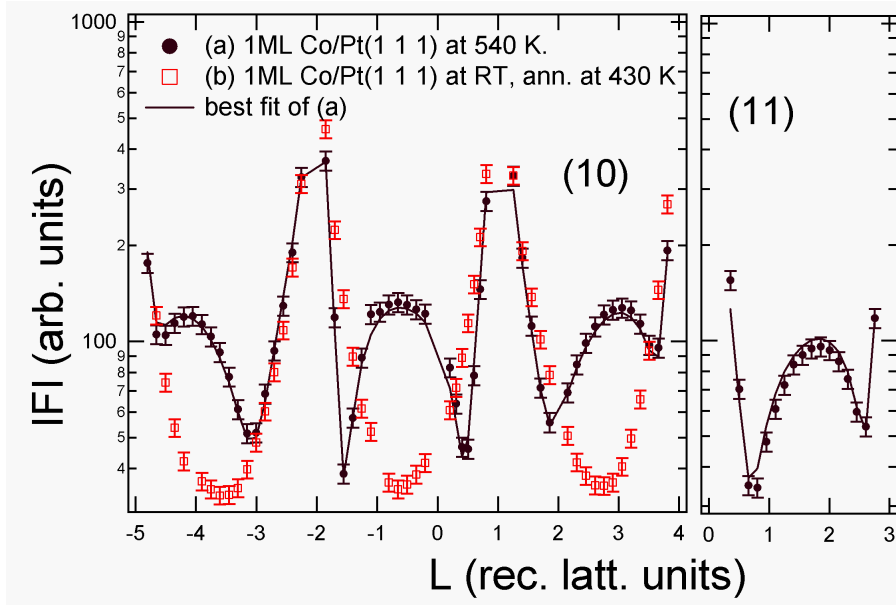 1000
9
8
7
6
5
4
3
2
100
9
8
7
6
5
4
|F| (arb. units)
(a) 1ML Co/Pt(1 1 1) at 540 K.
(b) 1ML Co/Pt(1 1 1) at RT, ann. at 430 K
best fit of (a)
(10)
(11)
-5 -4 -3 -2 -1 0 1 2 3 4
0 1 2 3
L (rec. latt. units)